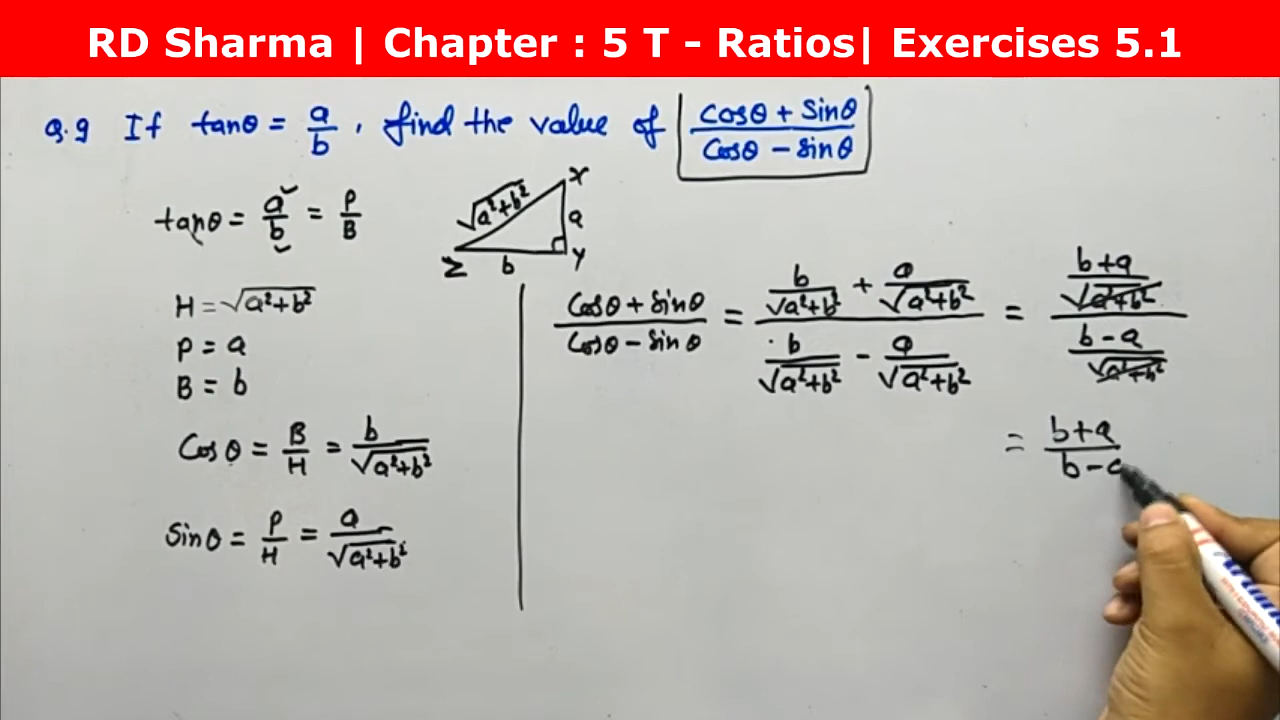 RD Sharma | Chapter : 5 T - Ratios| Exercises 5.1
Q.9 If tanθ = a/b , find the value of (Cosθ + Sinθ)/(Cosθ − sinθ)
tanθ = a/b = P/B
√a²+b²
X
a
Z b Y
H = √a²+b²
P = a
B = b
Cosθ = B/H = b/√a²+b²
Sinθ = P/H = a/√a²+b²
(Cosθ + Sinθ)/(Cosθ − Sinθ) = (b/√a²+b² + a/√a²+b²)/(b/√a²+b² − a/√a²+b²) = ((b+a)/√a²+b²)/((b−a)/√a²+b²)
= (b+a)/(b−a)